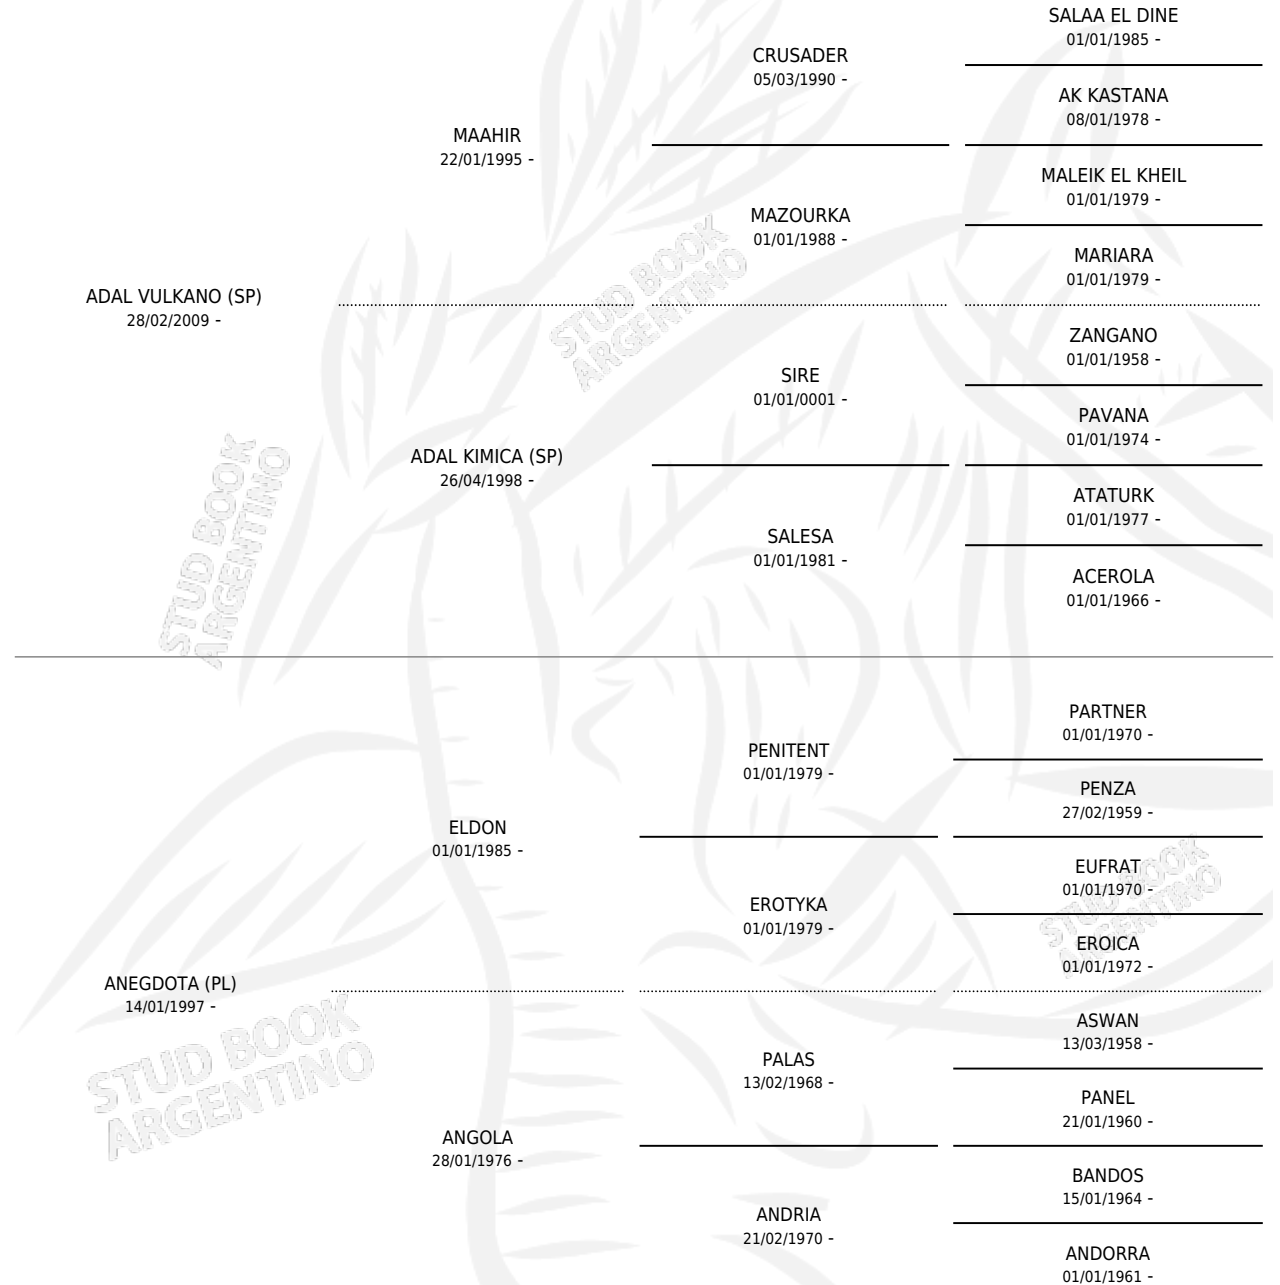 SALAA EL DINE
01/01/1985 -
CRUSADER
05/03/1990 -
AK KASTANA
08/01/1978 -
MAAHIR
22/01/1995 -
MALEIK EL KHEIL
01/01/1979 -
MAZOURKA
01/01/1988 -
MARIARA
01/01/1979 -
ADAL VULKANO (SP)
28/02/2009 -
ZANGANO
01/01/1958 -
SIRE
01/01/0001 -
PAVANA
01/01/1974 -
ADAL KIMICA (SP)
26/04/1998 -
ATATURK
01/01/1977 -
SALESA
01/01/1981 -
ACEROLA
01/01/1966 -
PARTNER
01/01/1970 -
PENITENT
01/01/1979 -
PENZA
27/02/1959 -
ELDON
01/01/1985 -
EUFRAT
01/01/1970 -
EROTYKA
01/01/1979 -
EROICA
01/01/1972 -
ANEGDOTA (PL)
14/01/1997 -
ASWAN
13/03/1958 -
PALAS
13/02/1968 -
PANEL
21/01/1960 -
ANGOLA
28/01/1976 -
BANDOS
15/01/1964 -
ANDRIA
21/02/1970 -
ANDORRA
01/01/1961 -
STUD BOOK
ARGENTINO
STUD BOOK
ARGENTINO
STUD BOOK
ARGENTINO
STUD BOOK
ARGENTINO